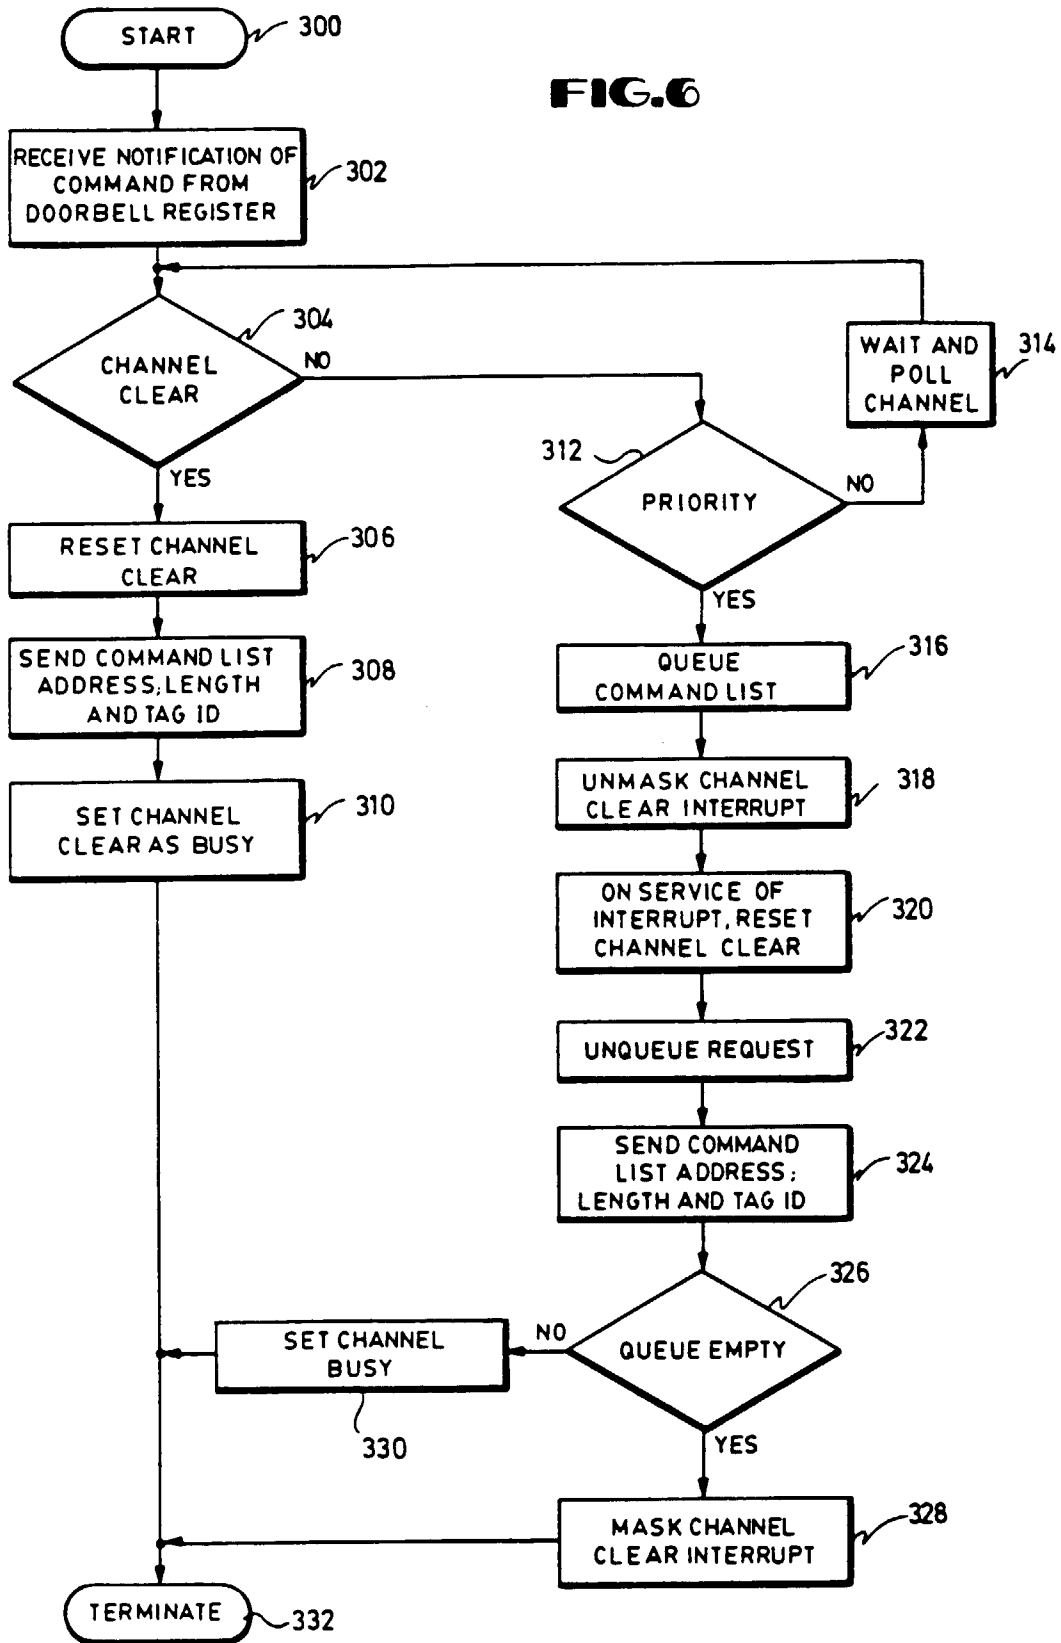 START
300
FIG.6
RECEIVE NOTIFICATION OF
COMMAND FROM
DOORBELL REGISTER
302
304
CHANNEL
CLEAR
NO
YES
WAIT AND
POLL
CHANNEL
314
312
PRIORITY
NO
YES
RESET CHANNEL
CLEAR
306
SEND COMMAND LIST
ADDRESS; LENGTH
AND TAG ID
308
SET CHANNEL
CLEAR AS BUSY
310
QUEUE
COMMAND LIST
316
UNMASK CHANNEL
CLEAR INTERRUPT
318
ON SERVICE OF
INTERRUPT, RESET
CHANNEL CLEAR
320
UNQUEUE REQUEST
322
SEND COMMAND
LIST ADDRESS;
LENGTH AND TAG ID
324
326
QUEUE EMPTY
NO
YES
SET CHANNEL
BUSY
330
MASK CHANNEL
CLEAR INTERRUPT
328
TERMINATE
332